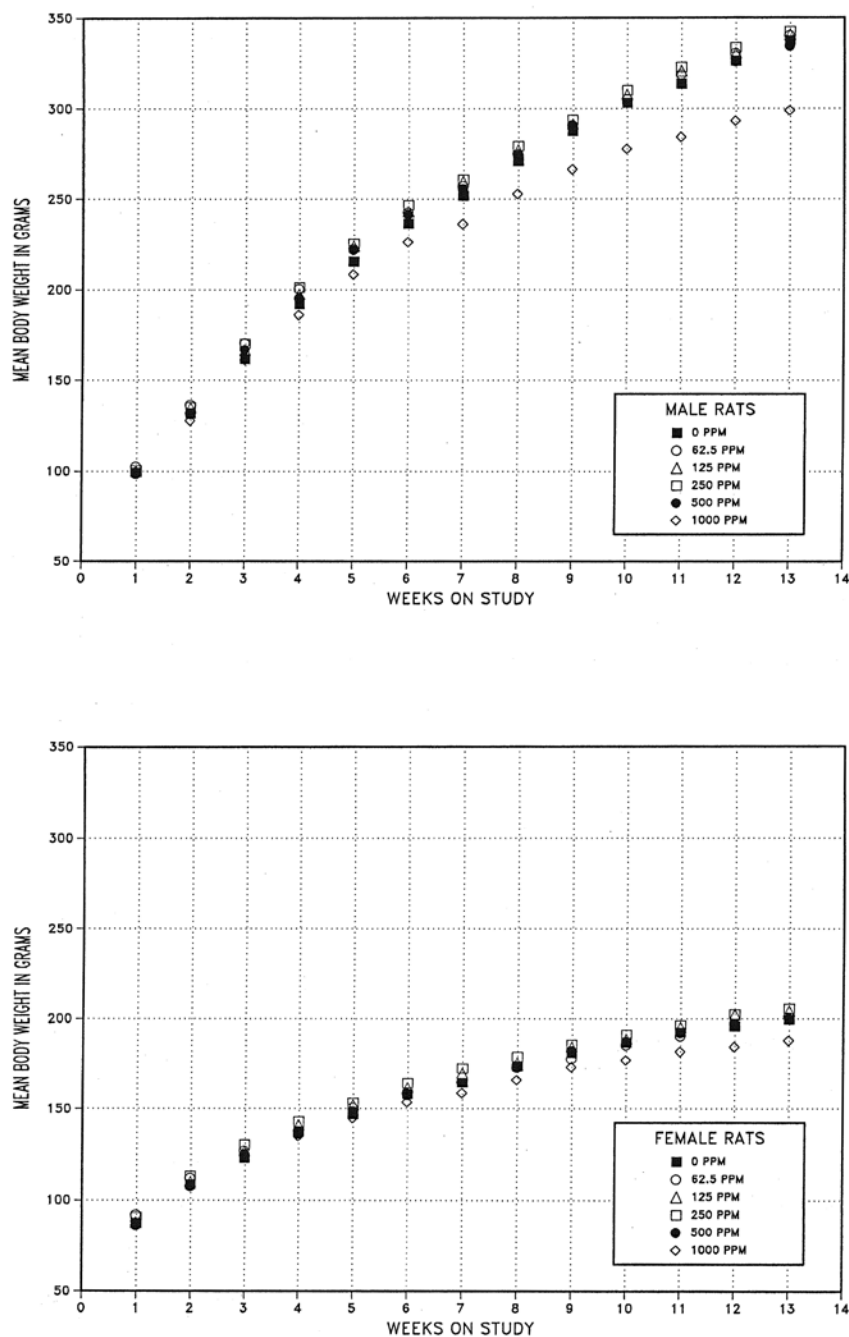 350
300
250
200
150
100
50
MEAN BODY WEIGHT IN GRAMS
MALE RATS
0 PPM
62.5 PPM
125 PPM
250 PPM
500 PPM
1000 PPM
0 1 2 3 4 5 6 7 8 9 10 11 12 13 14
WEEKS ON STUDY
350
300
250
200
150
100
50
MEAN BODY WEIGHT IN GRAMS
FEMALE RATS
0 PPM
62.5 PPM
125 PPM
250 PPM
500 PPM
1000 PPM
0 1 2 3 4 5 6 7 8 9 10 11 12 13 14
WEEKS ON STUDY